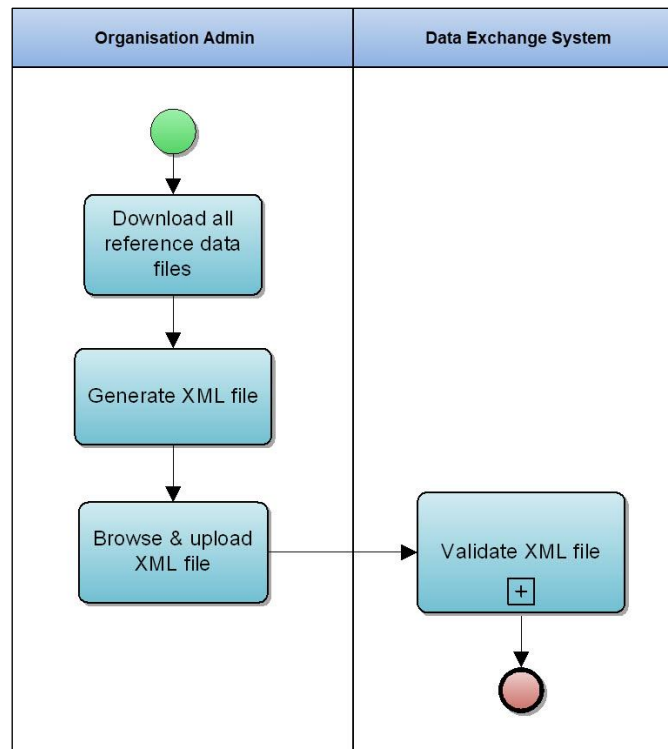 Organisation Admin
Data Exchange System
Download all
reference data
files
Generate XML file
Browse & upload
XML file
Validate XML file
+